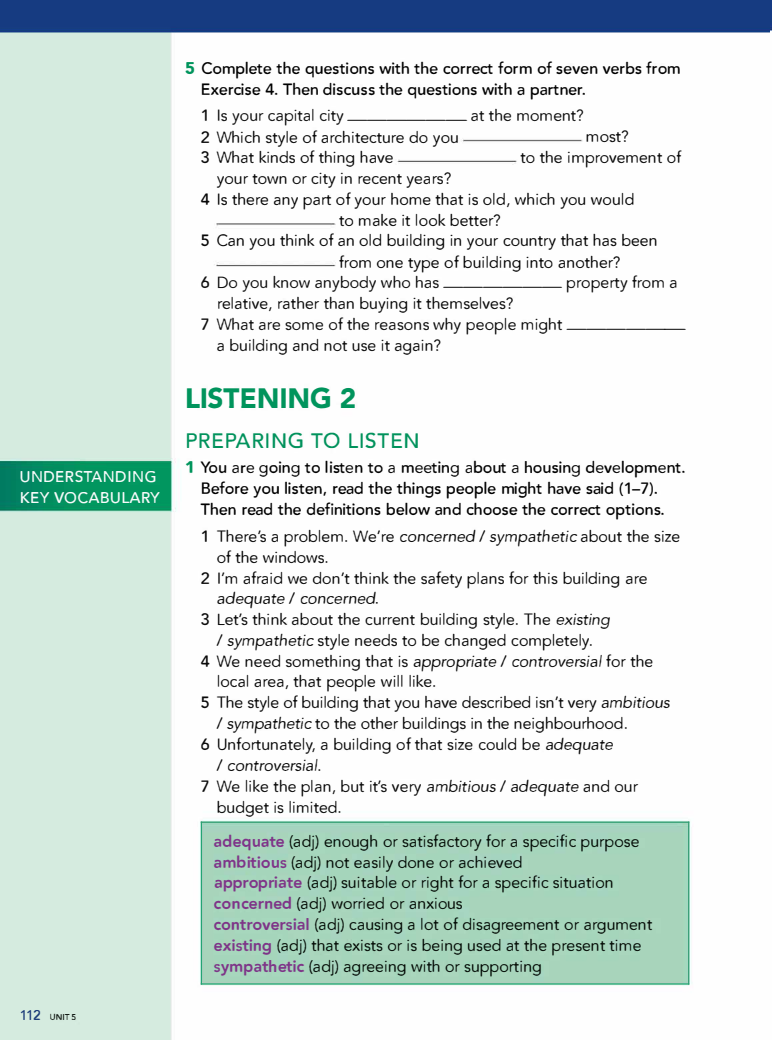 5 Complete the questions with the correct form of seven verbs from
Exercise 4. Then discuss the questions with a partner.
1 Is your capital city ______________ at the moment?
2 Which style of architecture do you ______________ most?
3 What kinds of thing have ______________ to the improvement of
your town or city in recent years?
4 Is there any part of your home that is old, which you would
______________ to make it look better?
5 Can you think of an old building in your country that has been
______________ from one type of building into another?
6 Do you know anybody who has ______________ property from a
relative, rather than buying it themselves?
7 What are some of the reasons why people might ______________
a building and not use it again?
LISTENING 2
PREPARING TO LISTEN
UNDERSTANDING
KEY VOCABULARY
1 You are going to listen to a meeting about a housing development.
Before you listen, read the things people might have said (1–7).
Then read the definitions below and choose the correct options.
1 There's a problem. We're concerned / sympathetic about the size
of the windows.
2 I'm afraid we don't think the safety plans for this building are
adequate / concerned.
3 Let's think about the current building style. The existing
/ sympathetic style needs to be changed completely.
4 We need something that is appropriate / controversial for the
local area, that people will like.
5 The style of building that you have described isn't very ambitious
/ sympathetic to the other buildings in the neighbourhood.
6 Unfortunately, a building of that size could be adequate
/ controversial.
7 We like the plan, but it's very ambitious / adequate and our
budget is limited.
adequate (adj) enough or satisfactory for a specific purpose
ambitious (adj) not easily done or achieved
appropriate (adj) suitable or right for a specific situation
concerned (adj) worried or anxious
controversial (adj) causing a lot of disagreement or argument
existing (adj) that exists or is being used at the present time
sympathetic (adj) agreeing with or supporting
112 UNIT 5